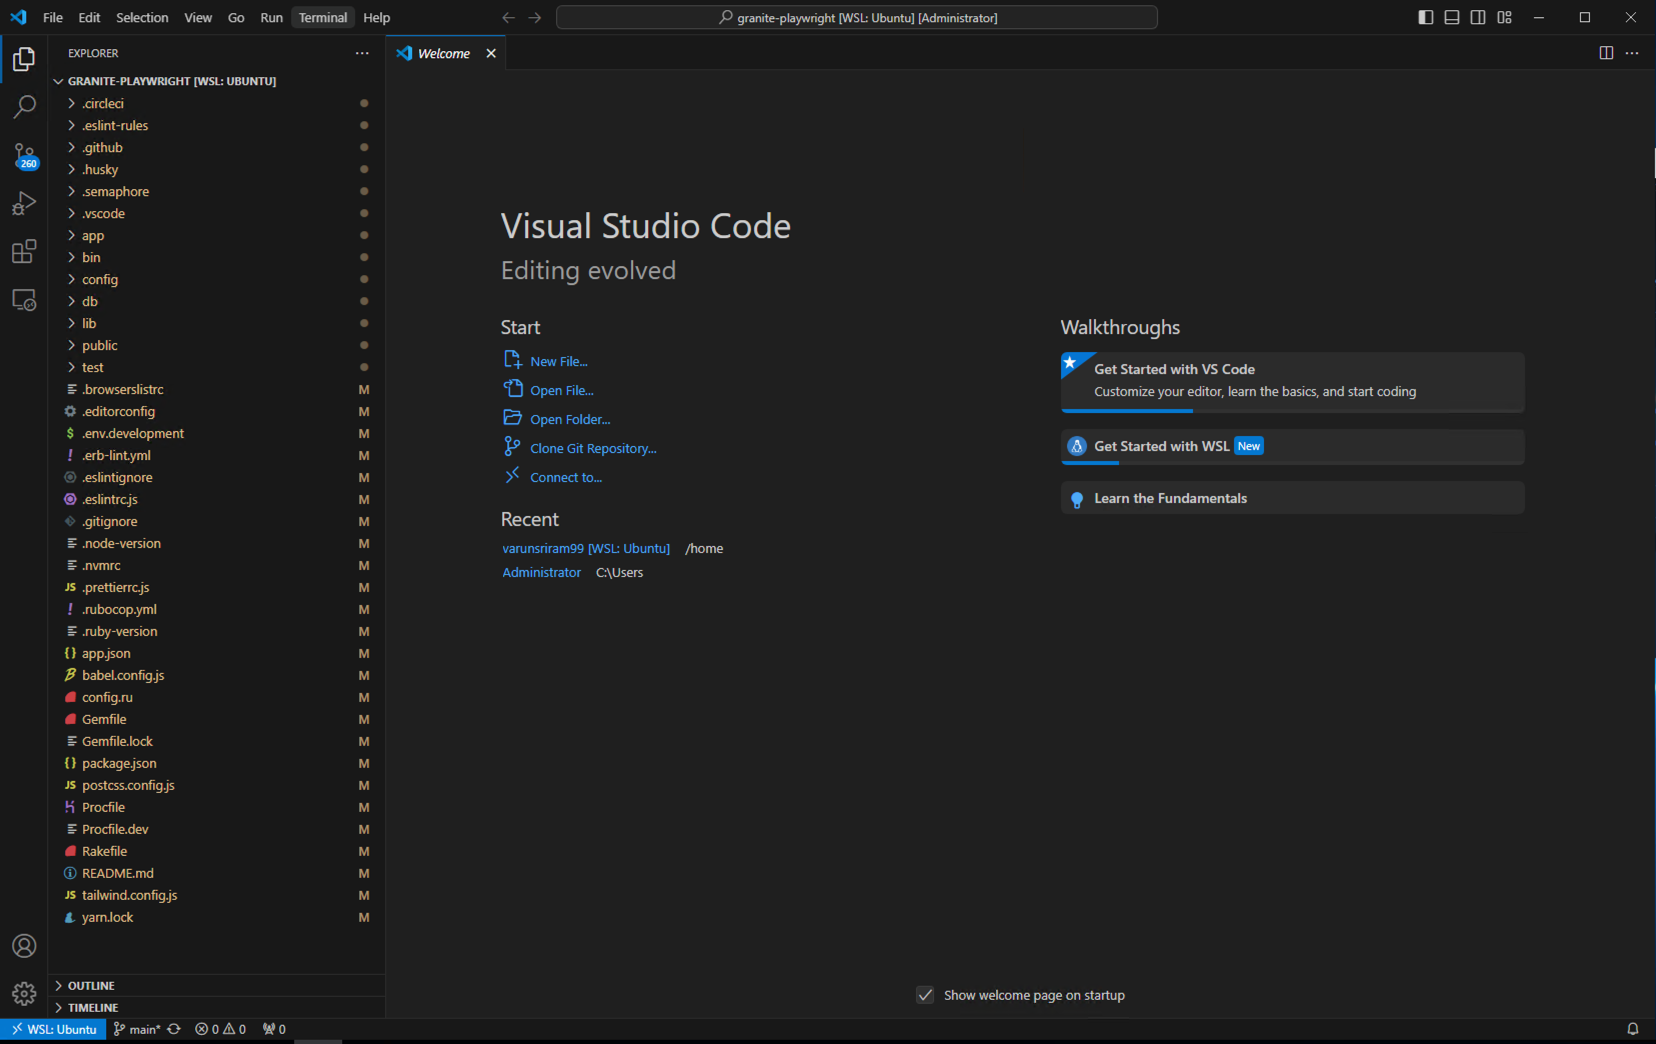 File Edit Selection View Go Run Terminal Help
granite-playwright [WSL: Ubuntu] [Administrator]
EXPLORER
Welcome
GRANITE-PLAYWRIGHT [WSL: UBUNTU]
.circleci
.eslint-rules
.github
260
.husky
.semaphore
.vscode
app
bin
config
db
lib
public
test
.browserslistrc M
.editorconfig M
$ .env.development M
! .erb-lint.yml M
.eslintignore M
.eslintrc.js M
.gitignore M
.node-version M
.nvmrc M
JS .prettierrc.js M
! .rubocop.yml M
.ruby-version M
{} app.json M
babel.config.js M
config.ru M
Gemfile M
Gemfile.lock M
{} package.json M
JS postcss.config.js M
Procfile M
Procfile.dev M
Rakefile M
README.md M
JS tailwind.config.js M
yarn.lock M
OUTLINE
TIMELINE
Visual Studio Code
Editing evolved
Start
New File...
Open File...
Open Folder...
Clone Git Repository...
Connect to...
Recent
varunsriram99 [WSL: Ubuntu] /home
Administrator C:\Users
Walkthroughs
Get Started with VS Code
Customize your editor, learn the basics, and start coding
Get Started with WSL New
Learn the Fundamentals
Show welcome page on startup
WSL: Ubuntu main* 0 0 0